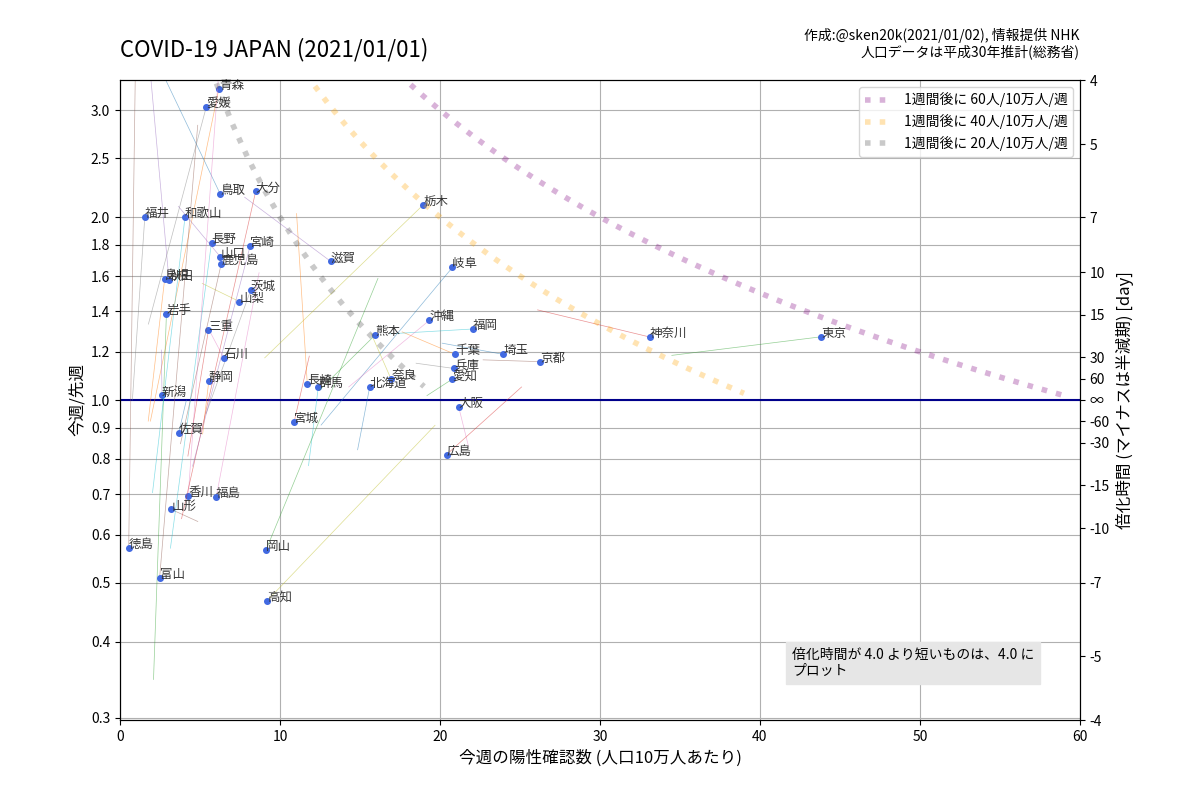 COVID-19 JAPAN (2021/01/01)
作成:@sken20k(2021/01/02), 情報提供 NHK
人口データは平成30年推計(総務省)
1週間後に 60人/10万人/週
1週間後に 40人/10万人/週
1週間後に 20人/10万人/週
青森
愛媛
鳥取
大分
栃木
福井
和歌山
長野
宮崎
山口
鹿児島
滋賀
岐阜
秋田
茨城
山梨
岩手
三重
沖縄
福岡
熊本
神奈川
東京
石川
千葉
埼玉
京都
兵庫
愛知
静岡
長崎
群馬
北海道
奈良
新潟
大阪
宮城
佐賀
広島
香川
福島
山形
徳島
岡山
富山
高知
倍化時間が 4.0 より短いものは、4.0 に
プロット
3.0
2.5
2.0
1.8
1.6
1.4
1.2
1.0
0.9
0.8
0.7
0.6
0.5
0.4
0.3
今週/先週
4
5
7
10
15
30
60
∞
-60
-30
-15
-10
-7
-5
-4
倍化時間 (マイナスは半減期) [day]
0 10 20 30 40 50 60
今週の陽性確認数 (人口10万人あたり)